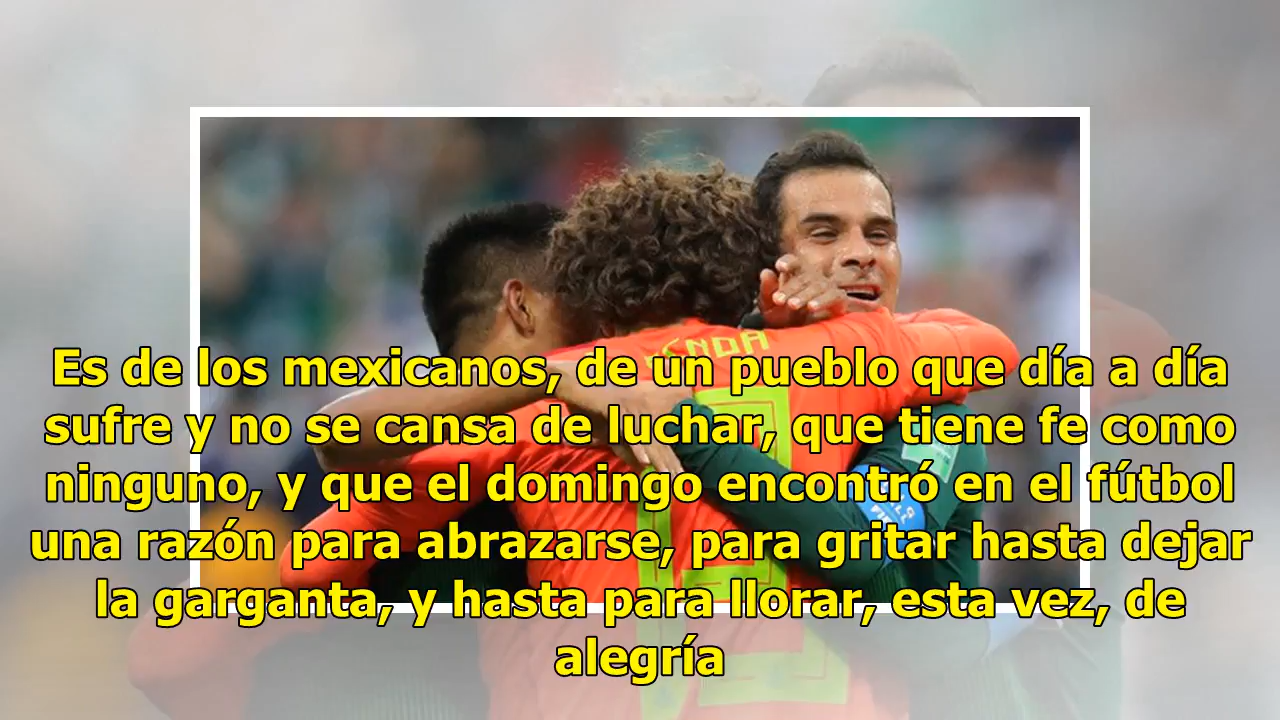 Es de los mexicanos, de un pueblo que día a día
sufre y no se cansa de luchar, que tiene fe como
ninguno, y que el domingo encontró en el fútbol
una razón para abrazarse, para gritar hasta dejar
la garganta, y hasta para llorar, esta vez, de
alegría